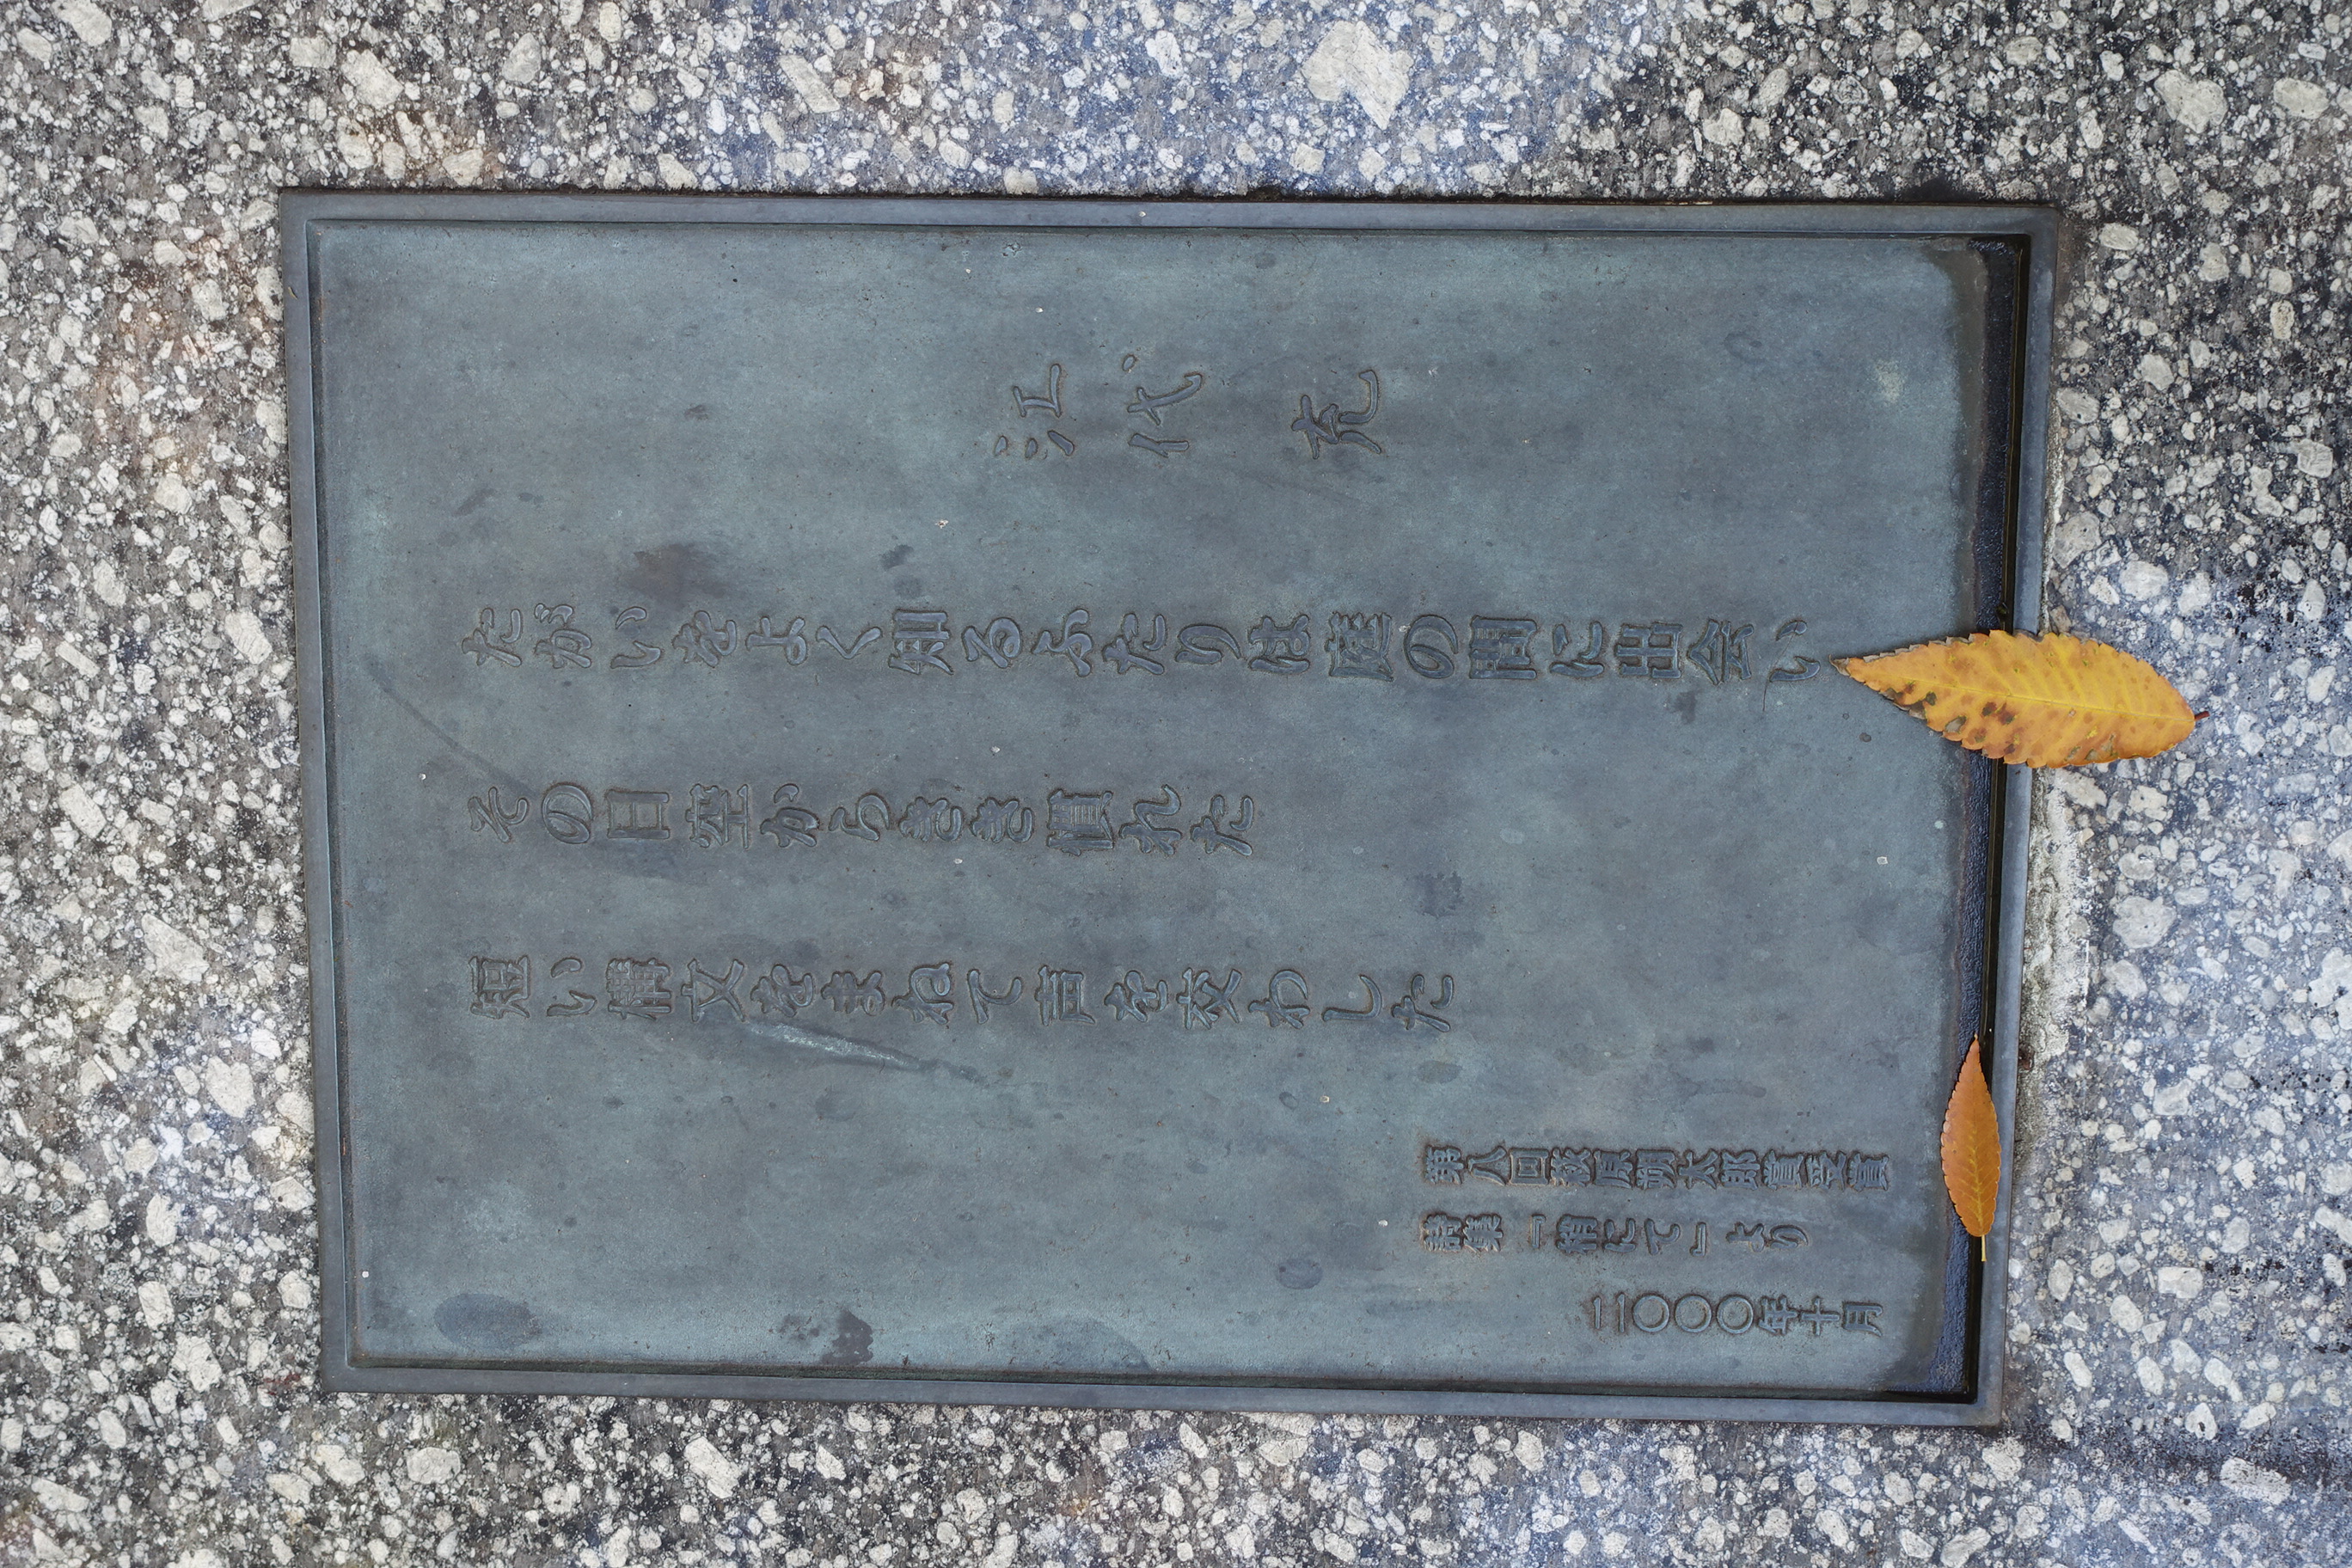 江代 充
たがいをよく知るふたりは庭の間に出会い
その日空からきき慣れた
短い構文をまねて声を交わした
第八回萩原朔太郎賞受賞
詩集「梢にて」より
二〇〇〇年十月